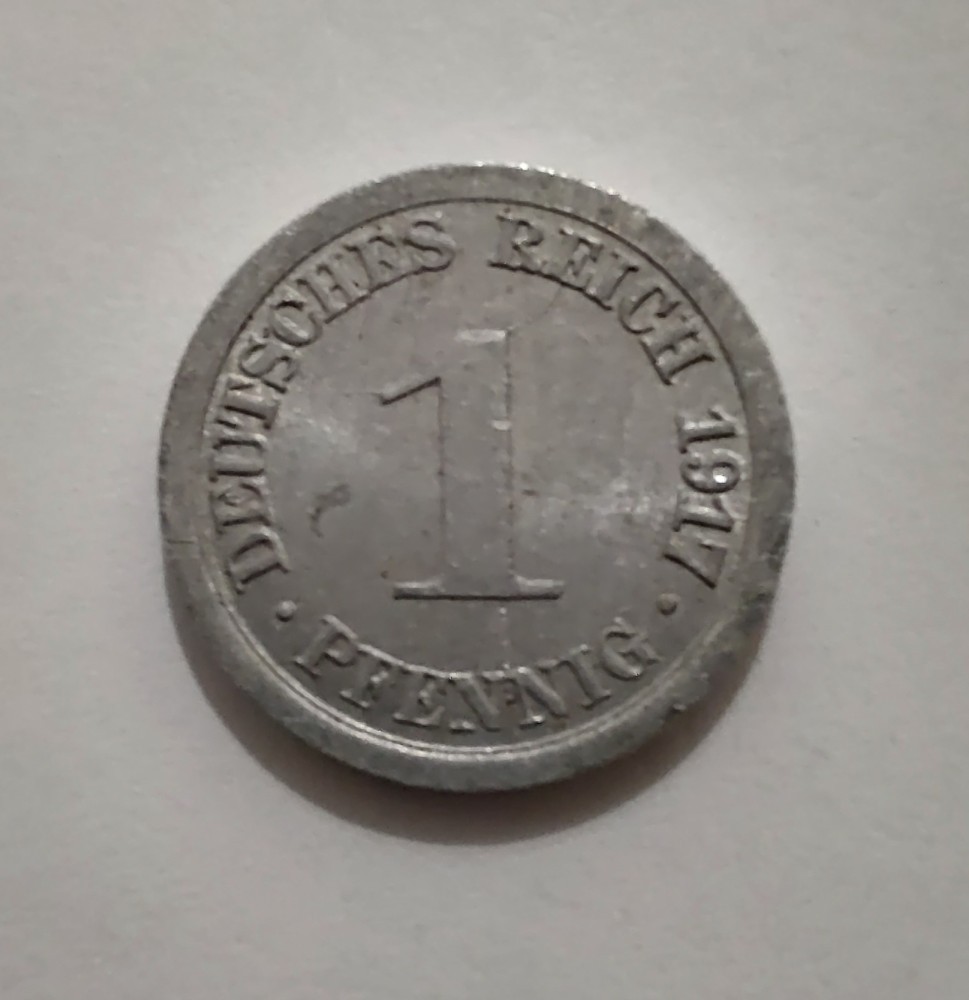 DEUTSCHES REICH 1917
1
· PFENNIG ·